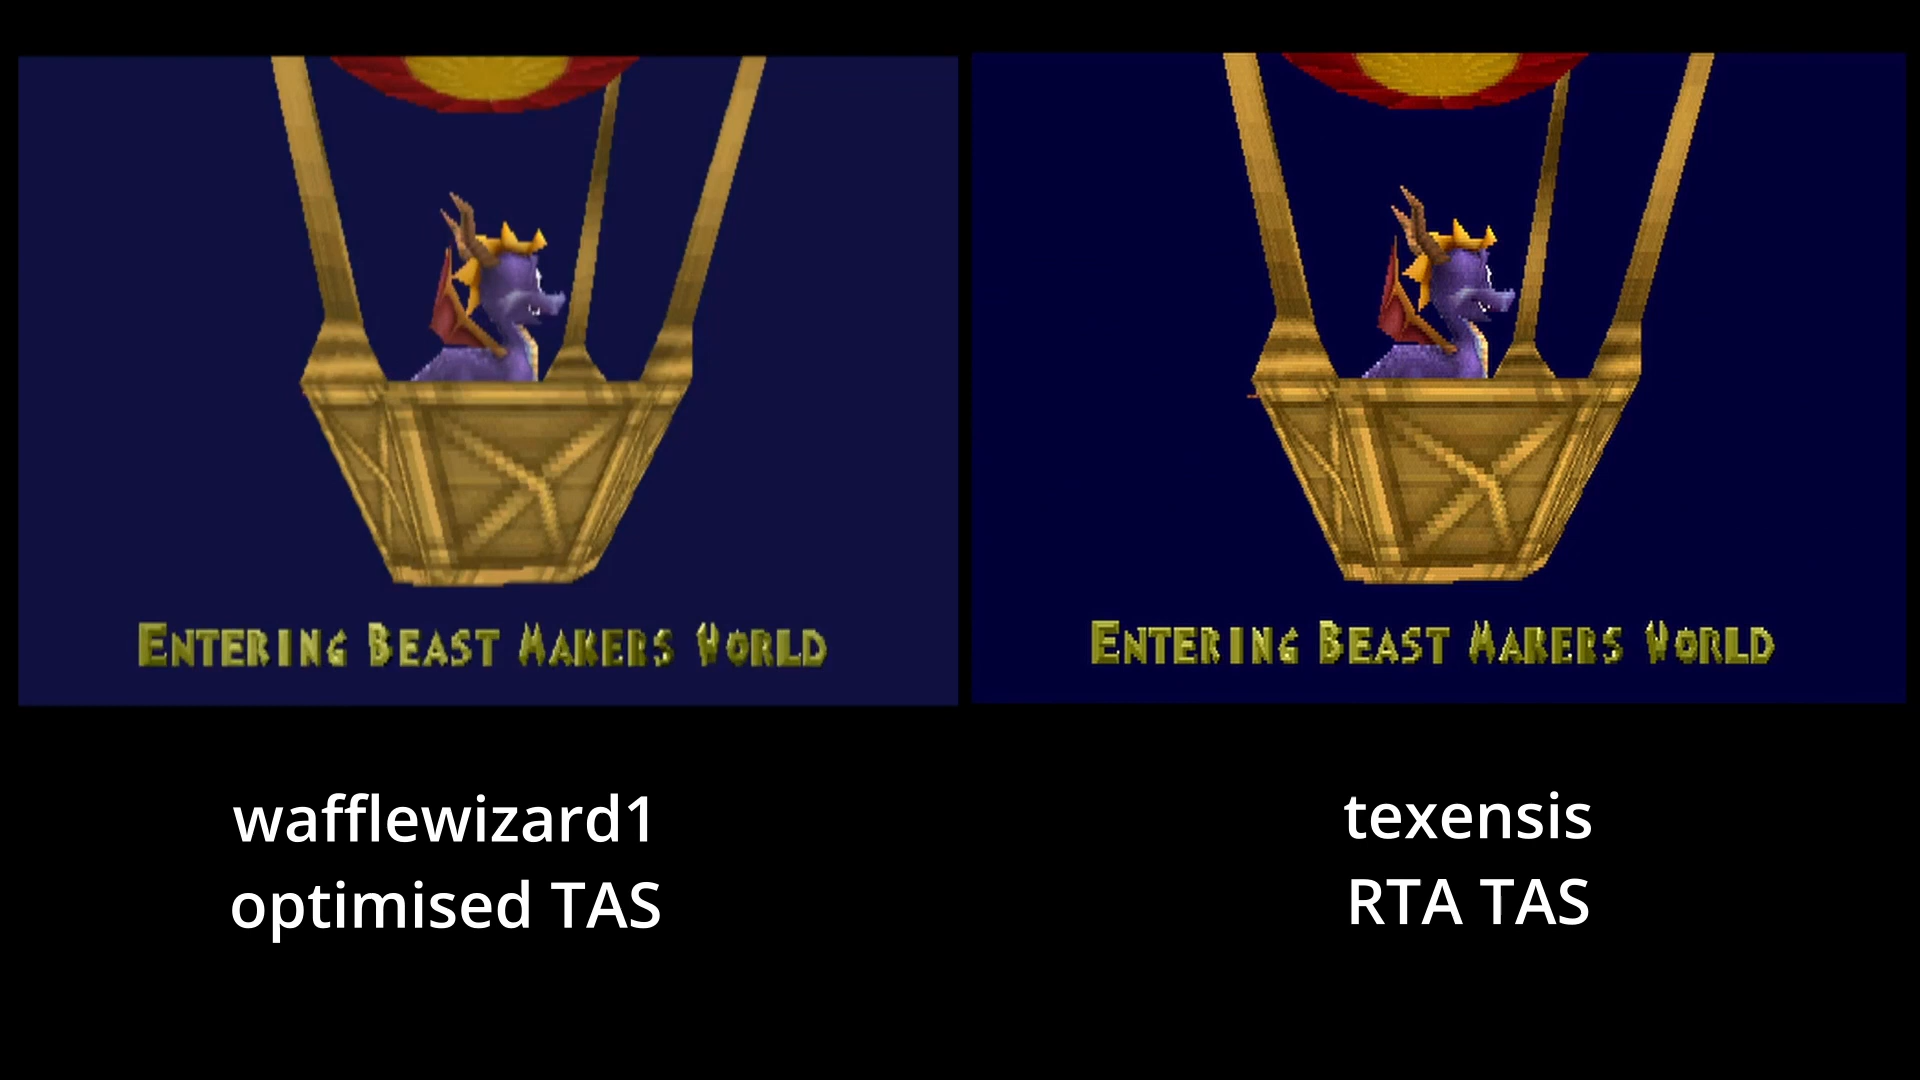 Entering Beast Makers World
Entering Beast Makers World
wafflewizard1
optimised TAS
texensis
RTA TAS